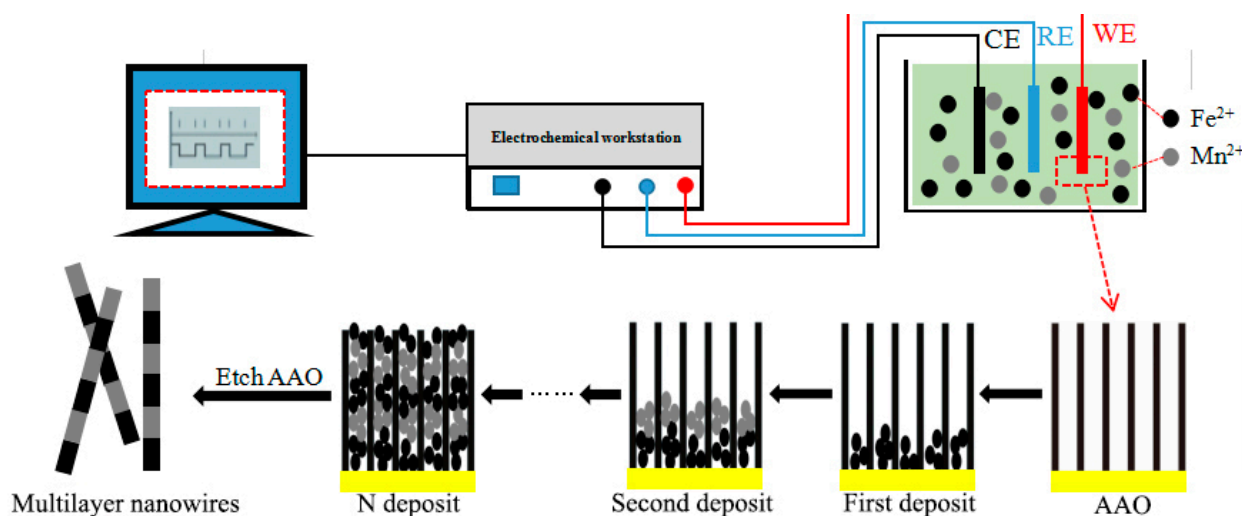 CE RE WE
Electrochemical workstation
Fe²⁺
Mn²⁺
Etch AAO
... ...
Multilayer nanowires
N deposit
Second deposit
First deposit
AAO